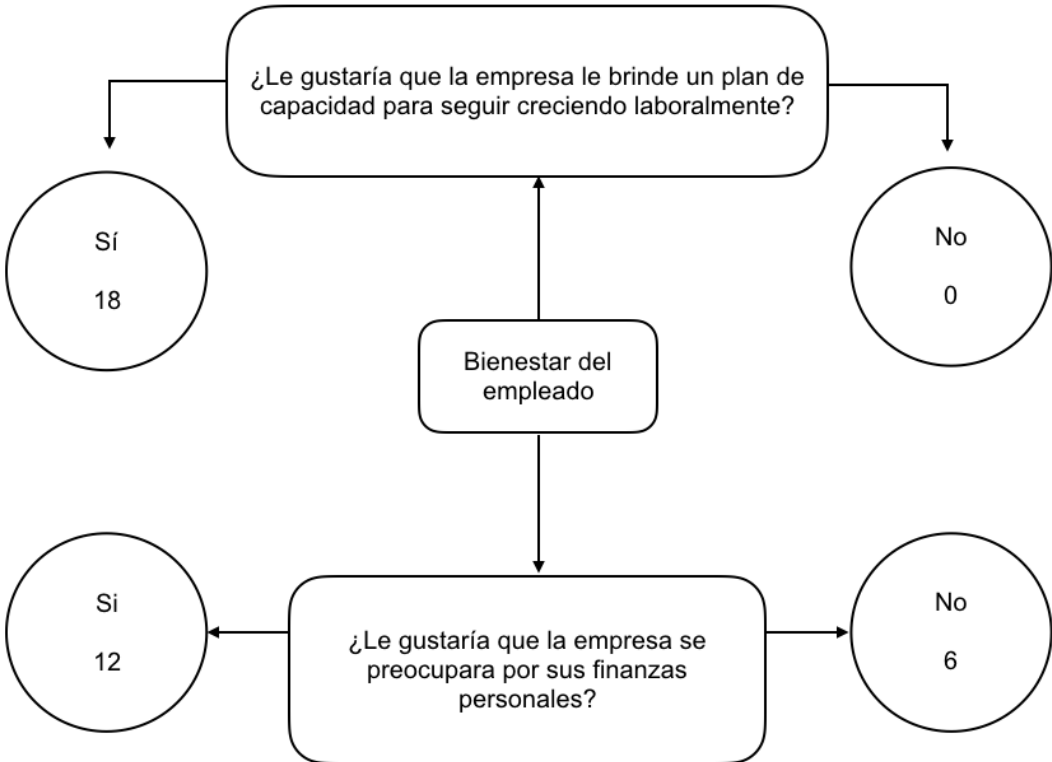 ¿Le gustaría que la empresa le brinde un plan de
capacidad para seguir creciendo laboralmente?
Sí
18
No
0
Bienestar del
empleado
Si
12
¿Le gustaría que la empresa se
preocupara por sus finanzas
personales?
No
6